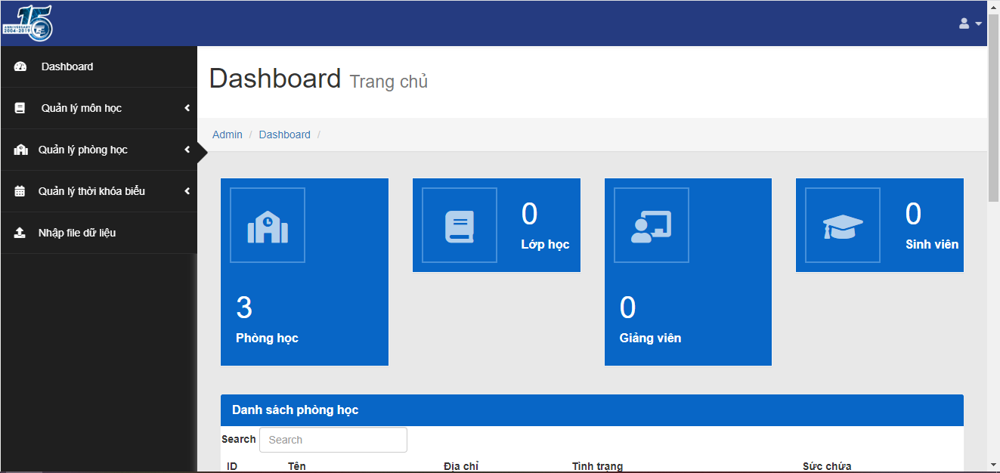 15
ANNIVERSARY
2004-2019
Dashboard
Quản lý môn học
Quản lý phòng học
Quản lý thời khóa biểu
Nhập file dữ liệu
Dashboard Trang chủ
Admin / Dashboard /
3
Phòng học
0
Lớp học
0
Giảng viên
0
Sinh viên
Danh sách phòng học
Search Search
ID Tên Địa chỉ Tình trạng Sức chứa